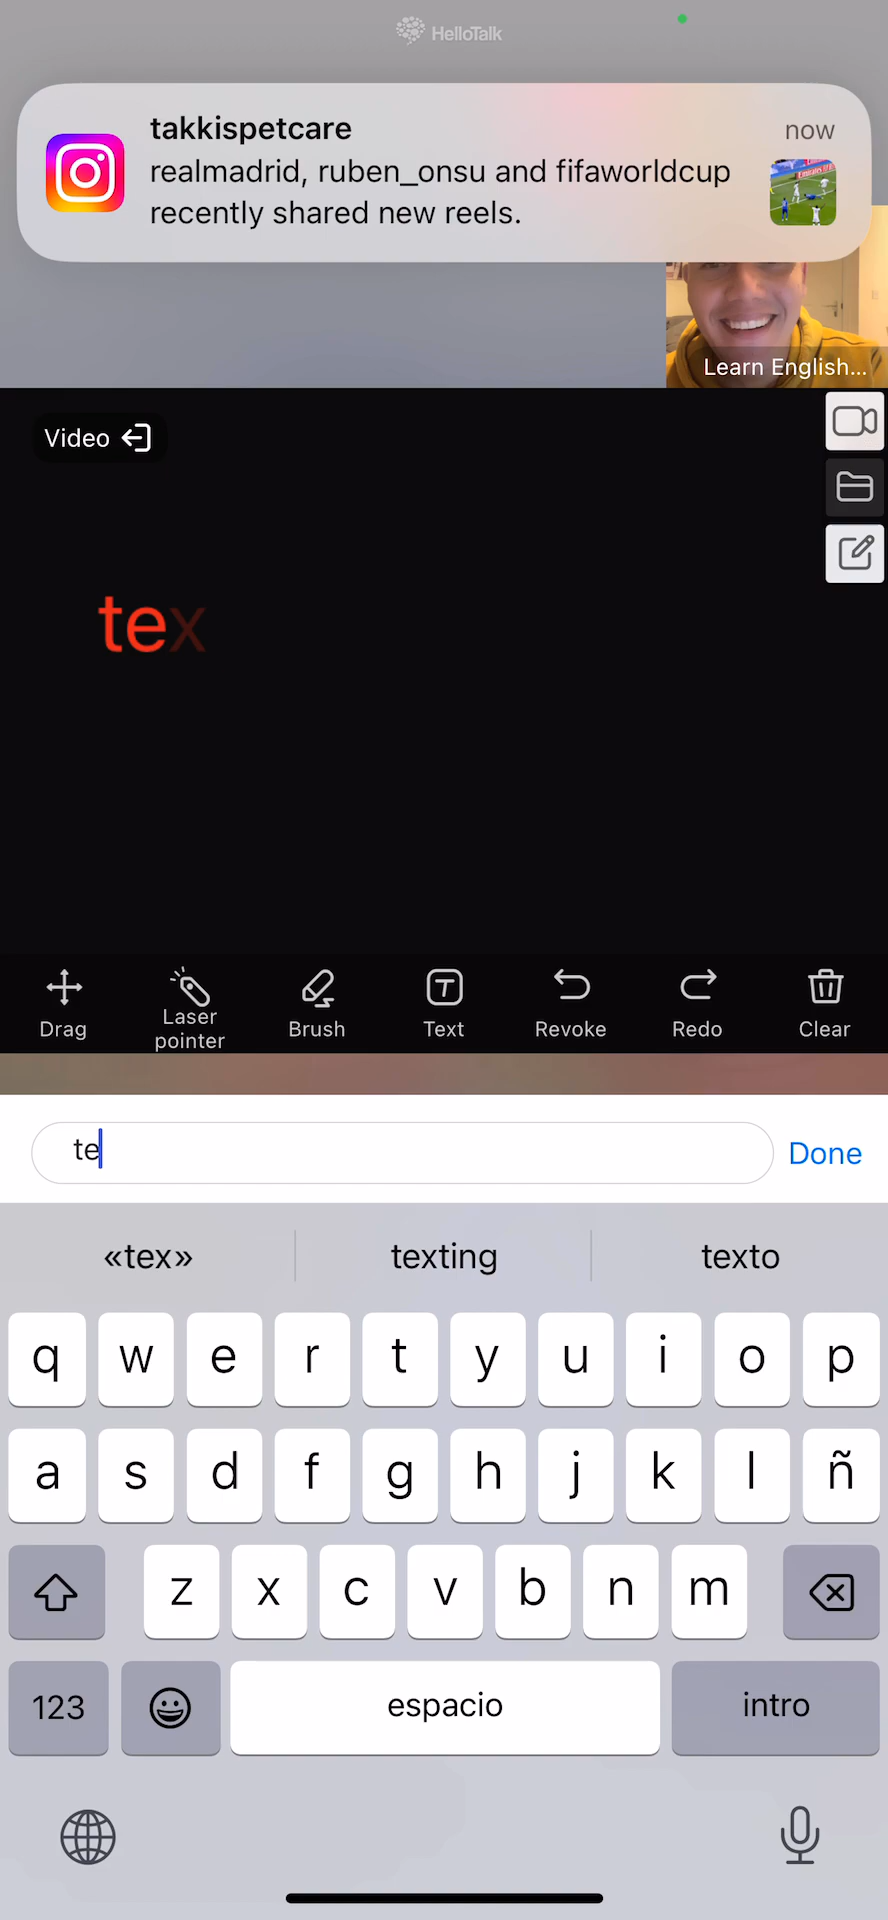 HelloTalk
takkispetcare
now
realmadrid, ruben_onsu and fifaworldcup
recently shared new reels.
Learn English...
Video
tex
Drag
Laser
pointer
Brush
Text
Revoke
Redo
Clear
te
Done
«tex»
texting
texto
q w e r t y u i o p
a s d f g h j k l ñ
z x c v b n m
123
espacio
intro